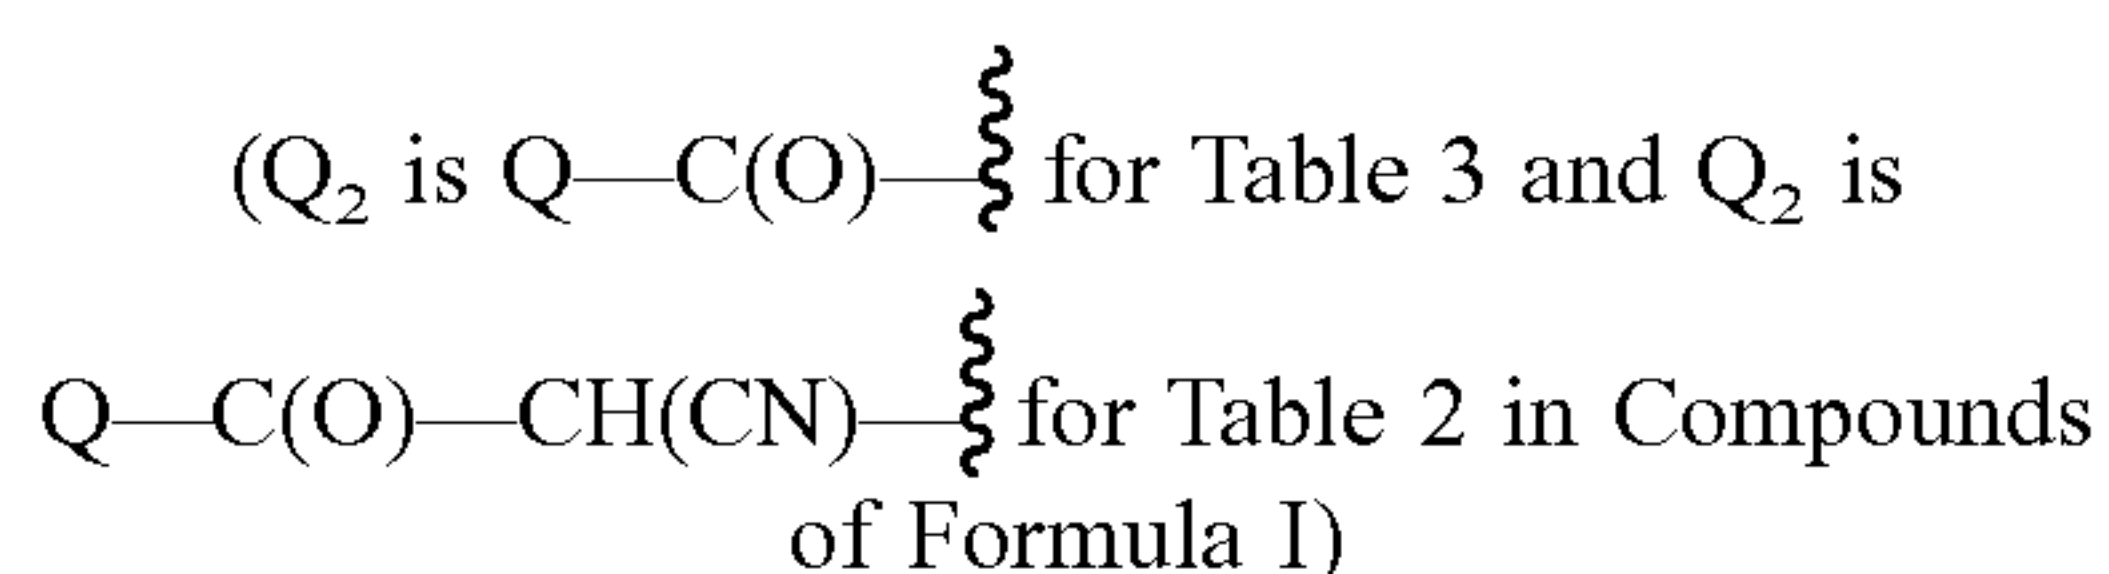 (Q₂ is Q—C(O)— for Table 3 and Q₂ is
Q—C(O)—CH(CN)— for Table 2 in Compounds
of Formula I)